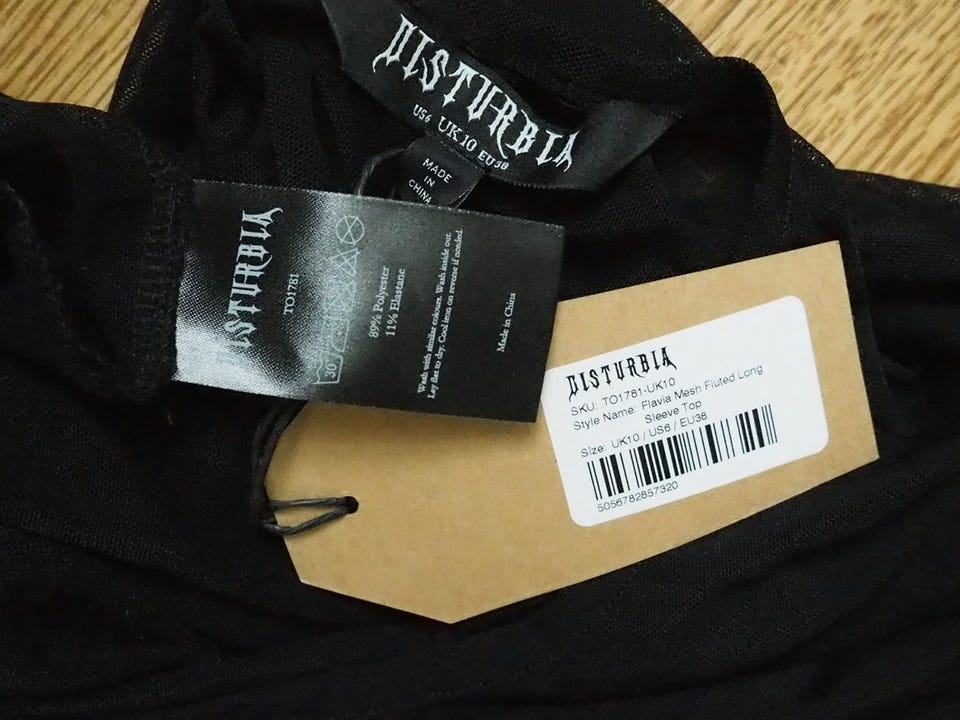 DISTURBIA
US6 UK10 EU38
MADE
IN
CHINA
DISTURBIA
TO1781
30
89% Polyester
11% Elastane
Wash with similar colours. Wash inside out.
Lay flat to dry. Cool iron on reverse if needed.
Made in China
DISTURBIA
SKU: TO1781-UK10
Style Name: Flavia Mesh Fluted Long
Sleeve Top
Size: UK10 / US6 / EU38
5056782857320